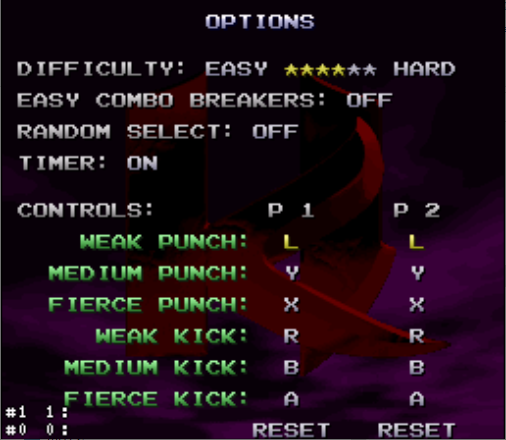 OPTIONS
DIFFICULTY: EASY ★★★★★★ HARD
EASY COMBO BREAKERS: OFF
RANDOM SELECT: OFF
TIMER: ON
CONTROLS: P 1 P 2
WEAK PUNCH: L L
MEDIUM PUNCH: Y Y
FIERCE PUNCH: X X
WEAK KICK: R R
MEDIUM KICK: B B
FIERCE KICK: A A
#1 1:
#0 0:
RESET RESET